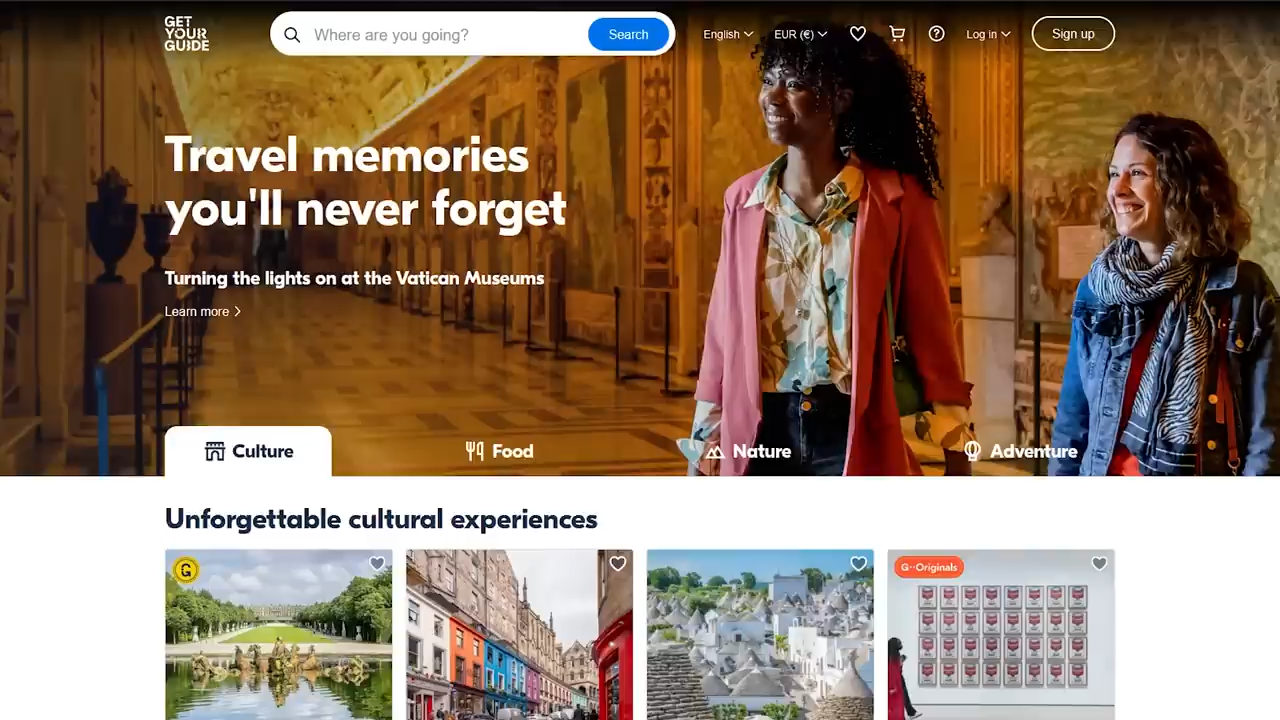 GET
YOUR
GUIDE
Where are you going?
Search
English
EUR (€)
Log in
Sign up
Travel memories
you'll never forget
Turning the lights on at the Vatican Museums
Learn more
Culture
Food
Nature
Adventure
Unforgettable cultural experiences
G
G··Originals